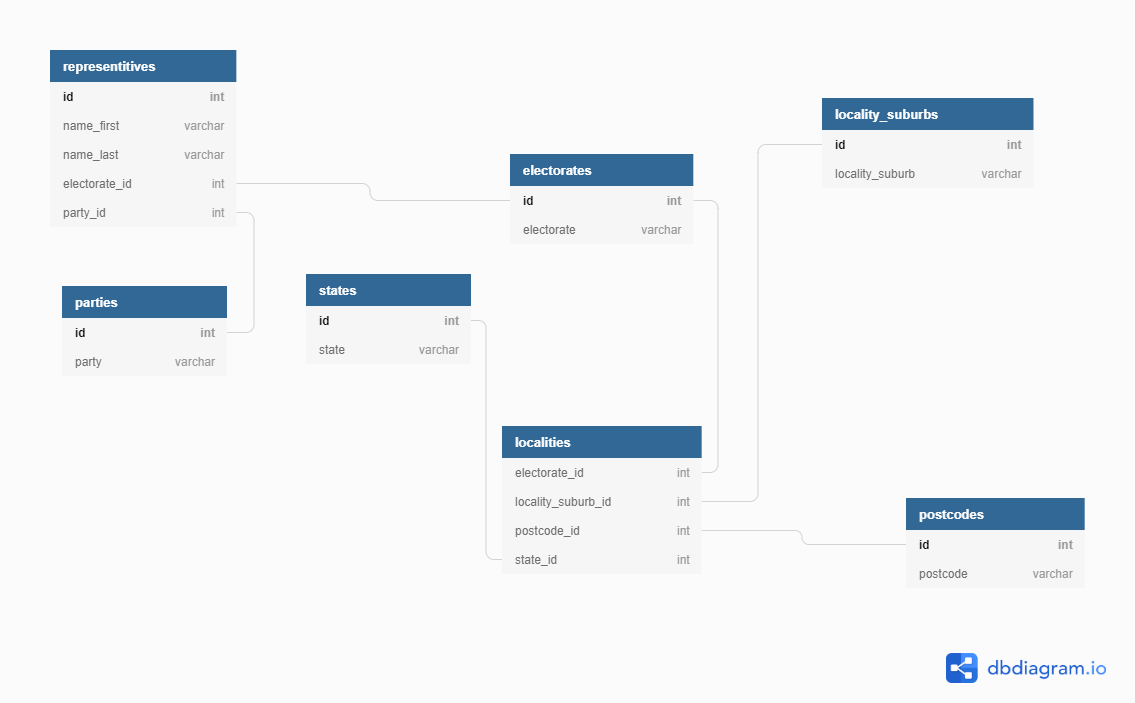 representitives
id int
name_first varchar
name_last varchar
electorate_id int
party_id int
parties
id int
party varchar
states
id int
state varchar
electorates
id int
electorate varchar
localities
electorate_id int
locality_suburb_id int
postcode_id int
state_id int
locality_suburbs
id int
locality_suburb varchar
postcodes
id int
postcode varchar
dbdiagram.io